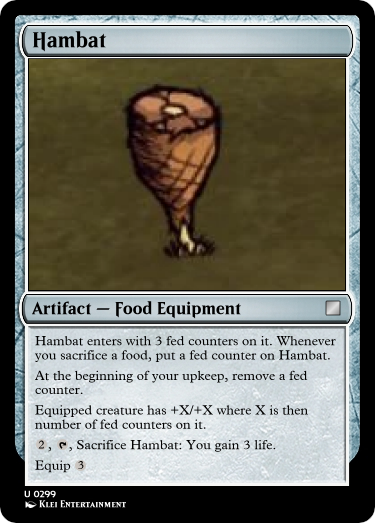 Hambat
Artifact — Food Equipment
Hambat enters with 3 fed counters on it. Whenever
you sacrifice a food, put a fed counter on Hambat.
At the beginning of your upkeep, remove a fed
counter.
Equipped creature has +X/+X where X is then
number of fed counters on it.
2, , Sacrifice Hambat: You gain 3 life.
Equip 3
U 0299
Klei Entertainment